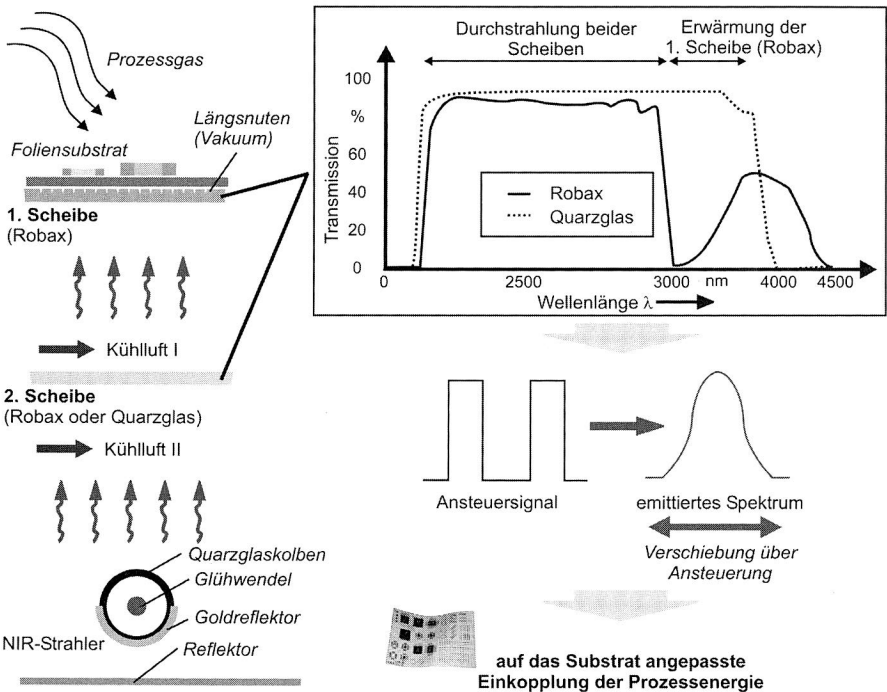 Prozessgas
Längsnuten
(Vakuum)
Foliensubstrat
1. Scheibe
(Robax)
Kühlluft I
2. Scheibe
(Robax oder Quarzglas)
Kühlluft II
Quarzglaskolben
Glühwendel
Goldreflektor
NIR-Strahler
Reflektor
Durchstrahlung beider
Scheiben
Erwärmung der
1. Scheibe (Robax)
100
%
60
40
20
0
Transmission
Robax
Quarzglas
0
2500
3000
nm
4000
4500
Wellenlänge λ
Ansteuersignal
emittiertes Spektrum
Verschiebung über
Ansteuerung
auf das Substrat angepasste
Einkopplung der Prozessenergie